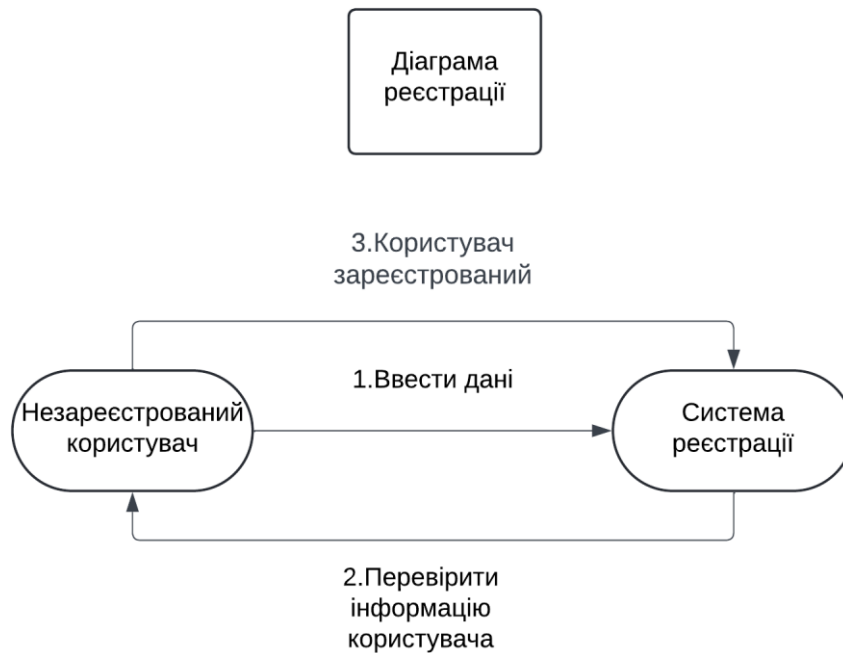 Діаграма
реєстрації
3.Користувач
зареєстрований
1.Ввести дані
Незареєстрований
користувач
Система
реєстрації
2.Перевірити
інформацію
користувача